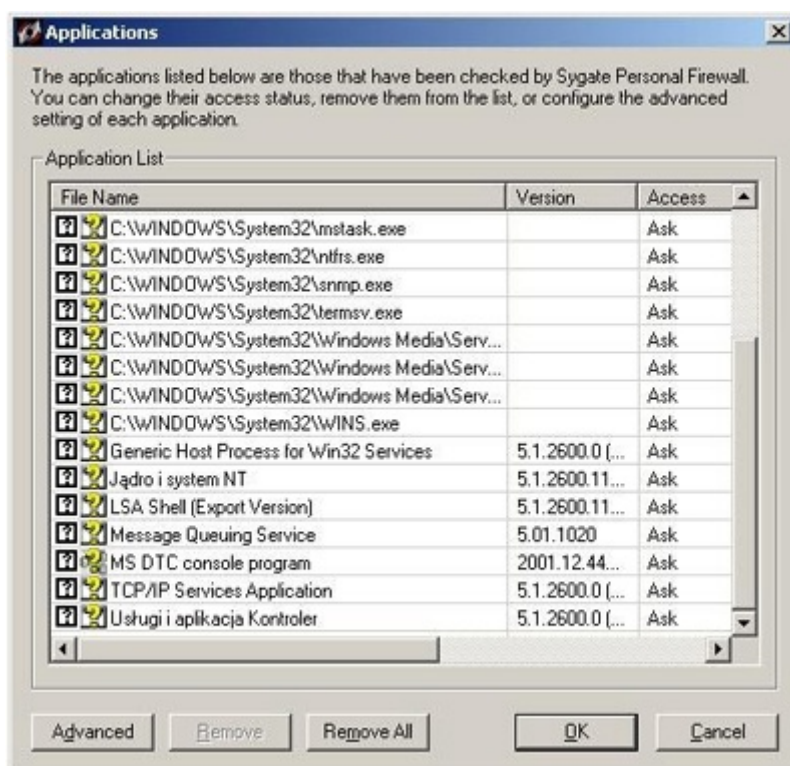 Applications
The applications listed below are those that have been checked by Sygate Personal Firewall.
You can change their access status, remove them from the list, or configure the advanced
setting of each application.
Application List
File Name Version Access
C:\WINDOWS\System32\mstask.exe Ask
C:\WINDOWS\System32\ntfrs.exe Ask
C:\WINDOWS\System32\snmp.exe Ask
C:\WINDOWS\System32\termsv.exe Ask
C:\WINDOWS\System32\Windows Media\Serv... Ask
C:\WINDOWS\System32\Windows Media\Serv... Ask
C:\WINDOWS\System32\Windows Media\Serv... Ask
C:\WINDOWS\System32\WINS.exe Ask
Generic Host Process for Win32 Services 5.1.2600.0 (... Ask
Jądro i system NT 5.1.2600.11... Ask
LSA Shell (Export Version) 5.1.2600.11... Ask
Message Queuing Service 5.01.1020 Ask
MS DTC console program 2001.12.44... Ask
TCP/IP Services Application 5.1.2600.0 (... Ask
Usługi i aplikacja Kontroler 5.1.2600.0 (... Ask
Advanced Remove Remove All OK Cancel